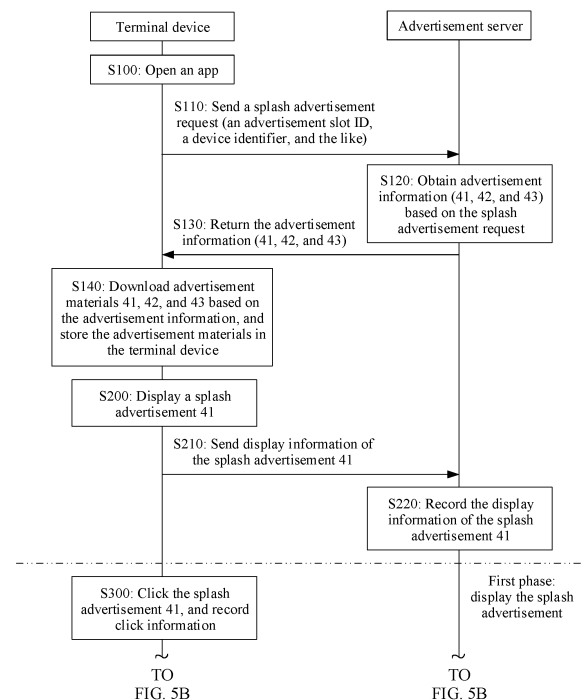 Terminal device
Advertisement server
S100: Open an app
S110: Send a splash advertisement
request (an advertisement slot ID,
a device identifier, and the like)
S120: Obtain advertisement
information (41, 42, and 43)
based on the splash
advertisement request
S130: Return the advertisement
information (41, 42, and 43)
S140: Download advertisement
materials 41, 42, and 43 based on
the advertisement information, and
store the advertisement materials in
the terminal device
S200: Display a splash
advertisement 41
S210: Send display information of
the splash advertisement 41
S220: Record the display
information of the splash
advertisement 41
First phase:
display the splash
advertisement
S300: Click the splash
advertisement 41, and record
click information
TO
FIG. 5B
TO
FIG. 5B